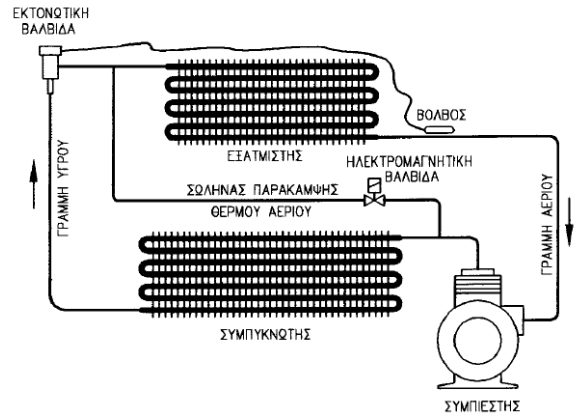 ΕΚΤΟΝΩΤΙΚΗ
ΒΑΛΒΙΔΑ
ΒΟΛΒΟΣ
ΕΞΑΤΜΙΣΤΗΣ
ΗΛΕΚΤΡΟΜΑΓΝΗΤΙΚΗ
ΒΑΛΒΙΔΑ
ΣΩΛΗΝΑΣ ΠΑΡΑΚΑΜΨΗΣ
ΘΕΡΜΟΥ ΑΕΡΙΟΥ
ΓΡΑΜΜΗ ΥΓΡΟΥ
ΓΡΑΜΜΗ ΑΕΡΙΟΥ
ΣΥΜΠΥΚΝΩΤΗΣ
ΣΥΜΠΙΕΣΤΗΣ